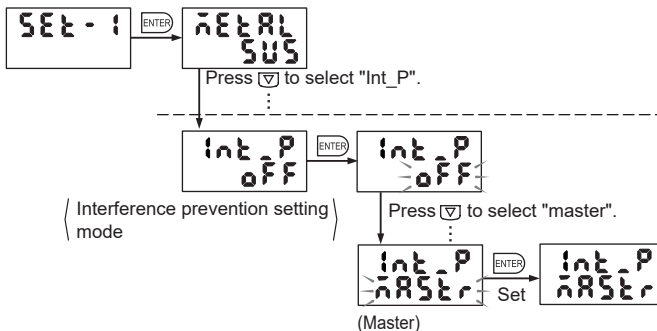 SEt - 1
ENTER
mEtAL
SUS
Press ▽ to select "Int_P".
Int_P
oFF
ENTER
Int_P
oFF
Interference prevention setting
mode
Press ▽ to select "master".
Int_P
mAStr
ENTER
Set
Int_P
mAStr
(Master)